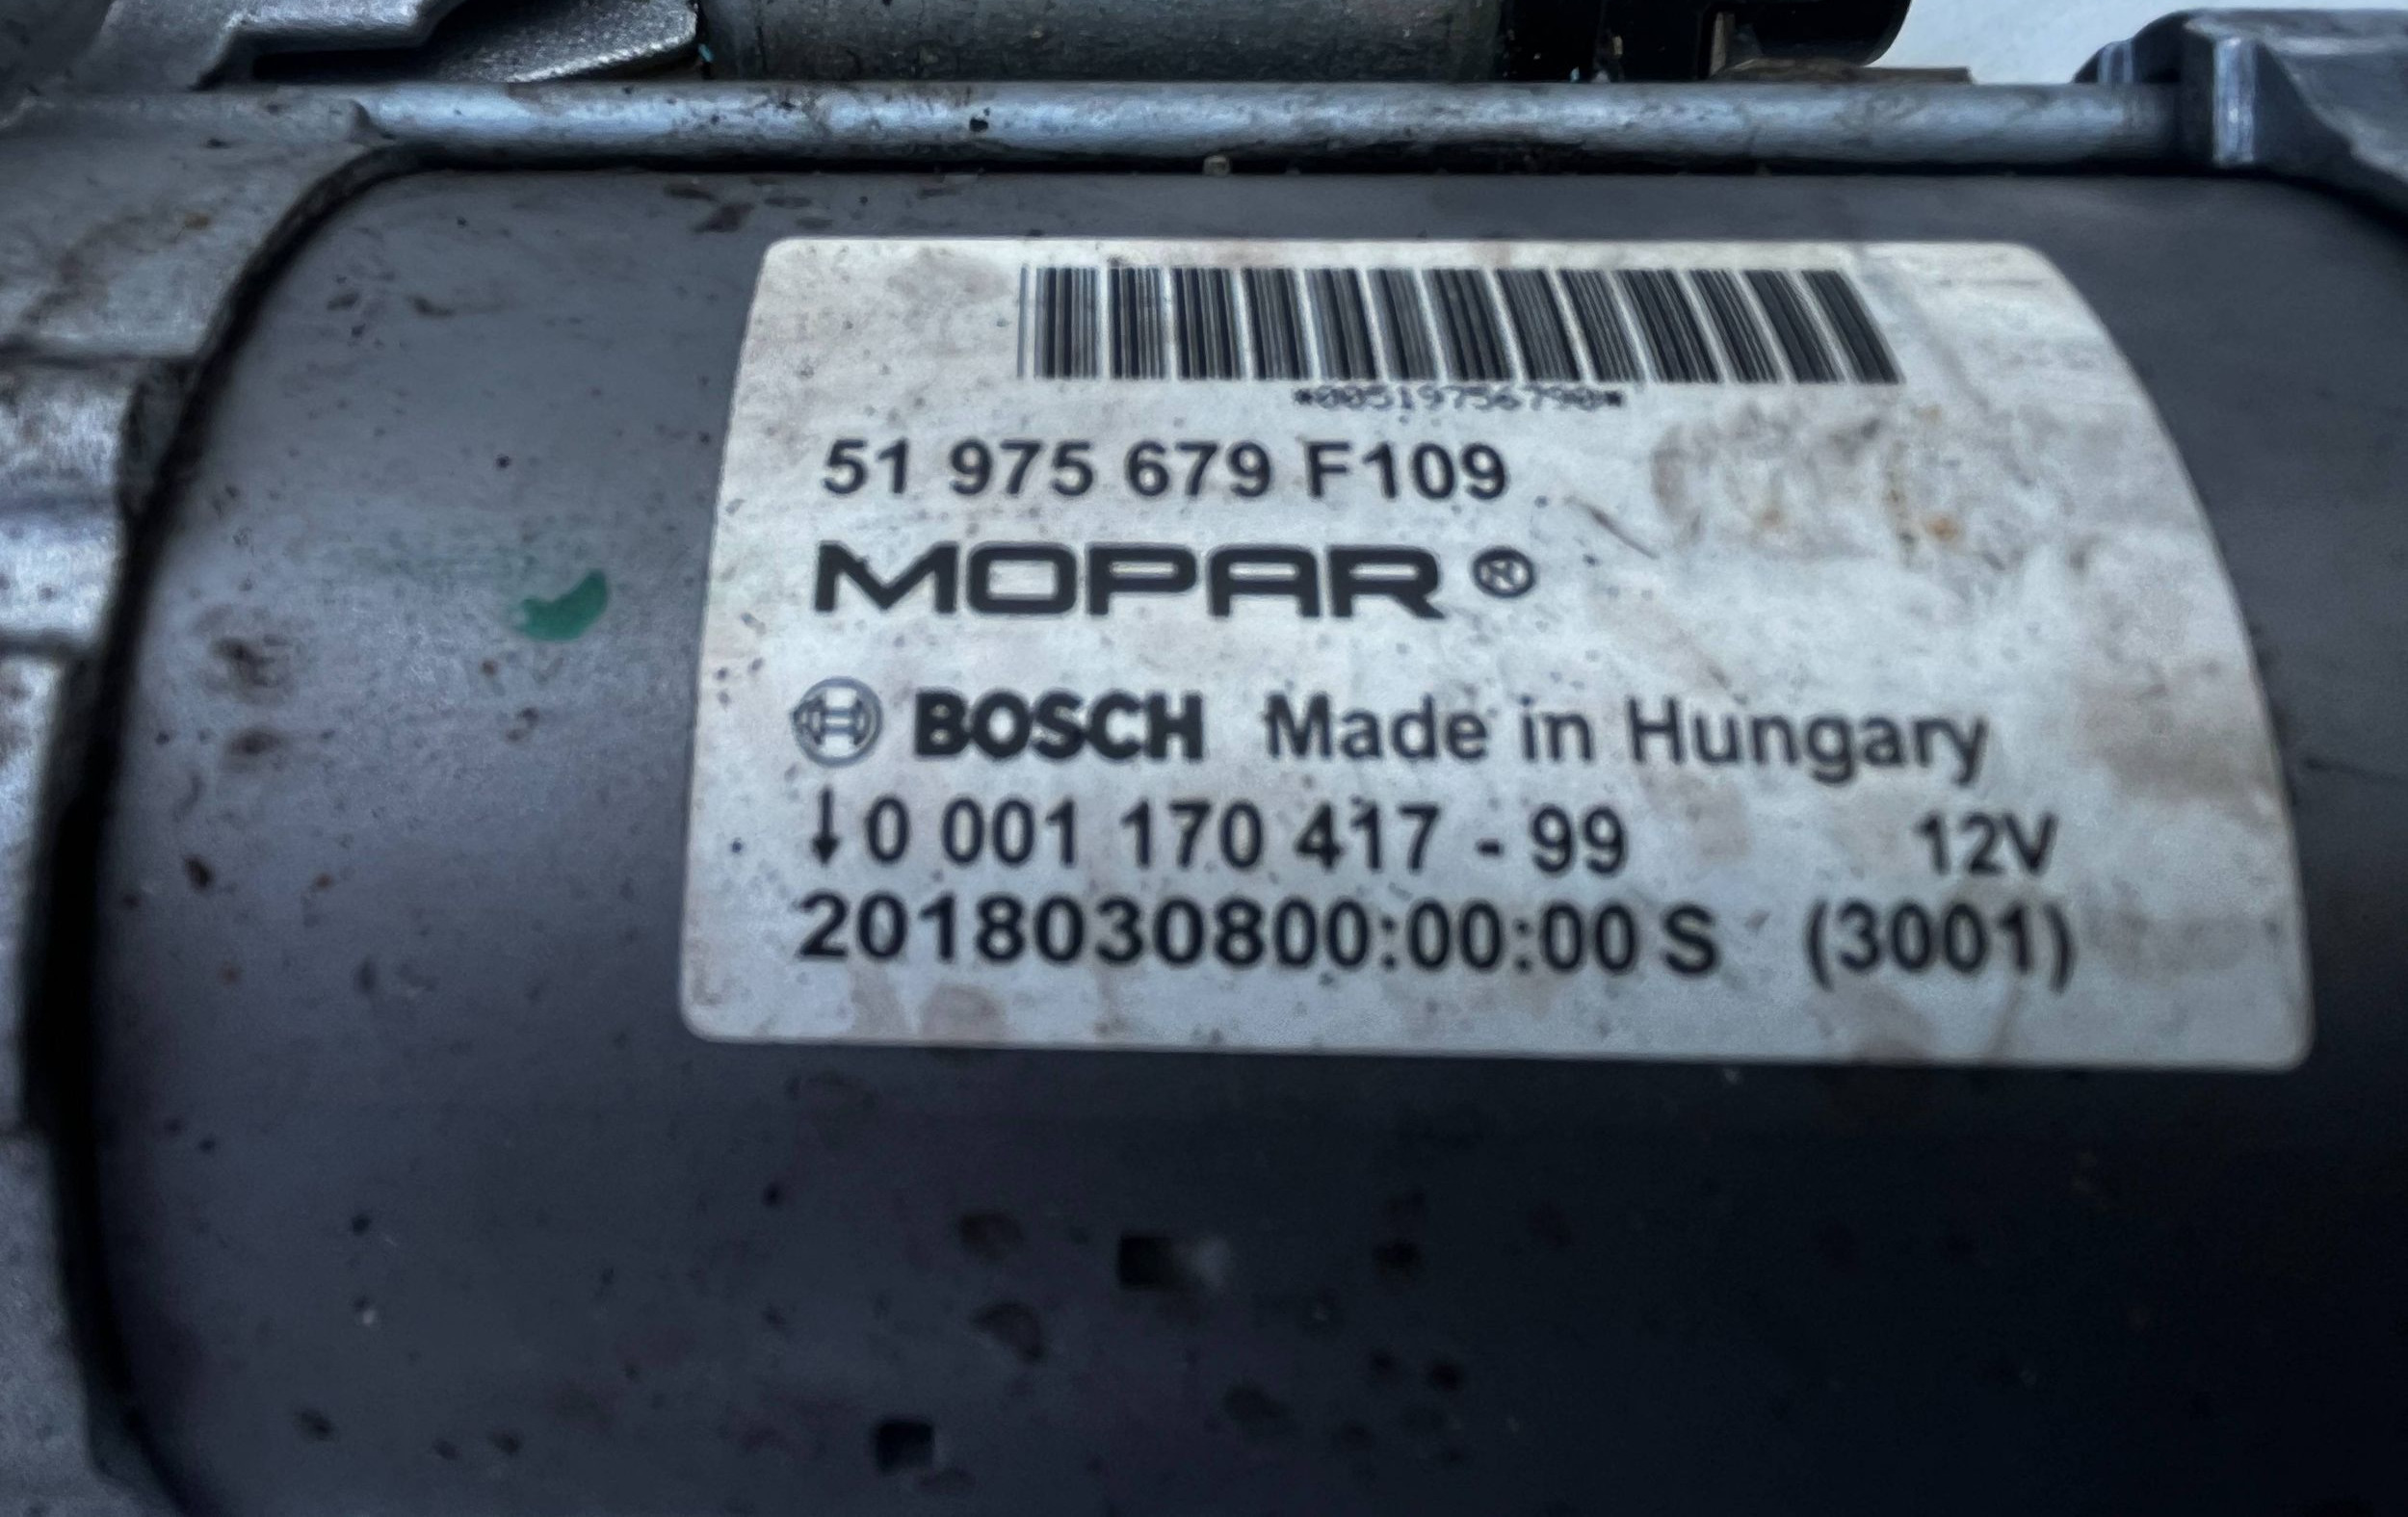 *00519756790*
51 975 679 F109
MOPAR ®
BOSCH Made in Hungary
↓0 001 170 417 - 99 12V
2018030800:00:00 S (3001)